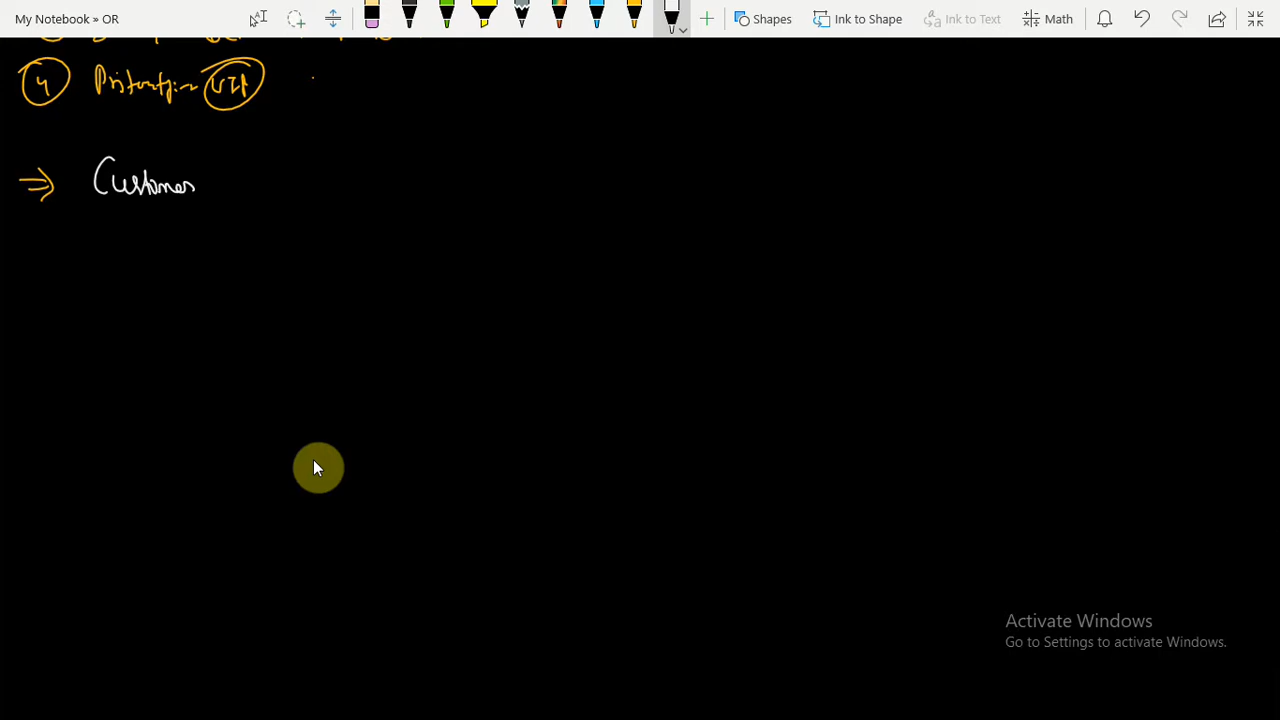 My Notebook » OR
Shapes
Ink to Shape
Ink to Text
Math
4 VIP
⇒ Customer
Activate Windows
Go to Settings to activate Windows.